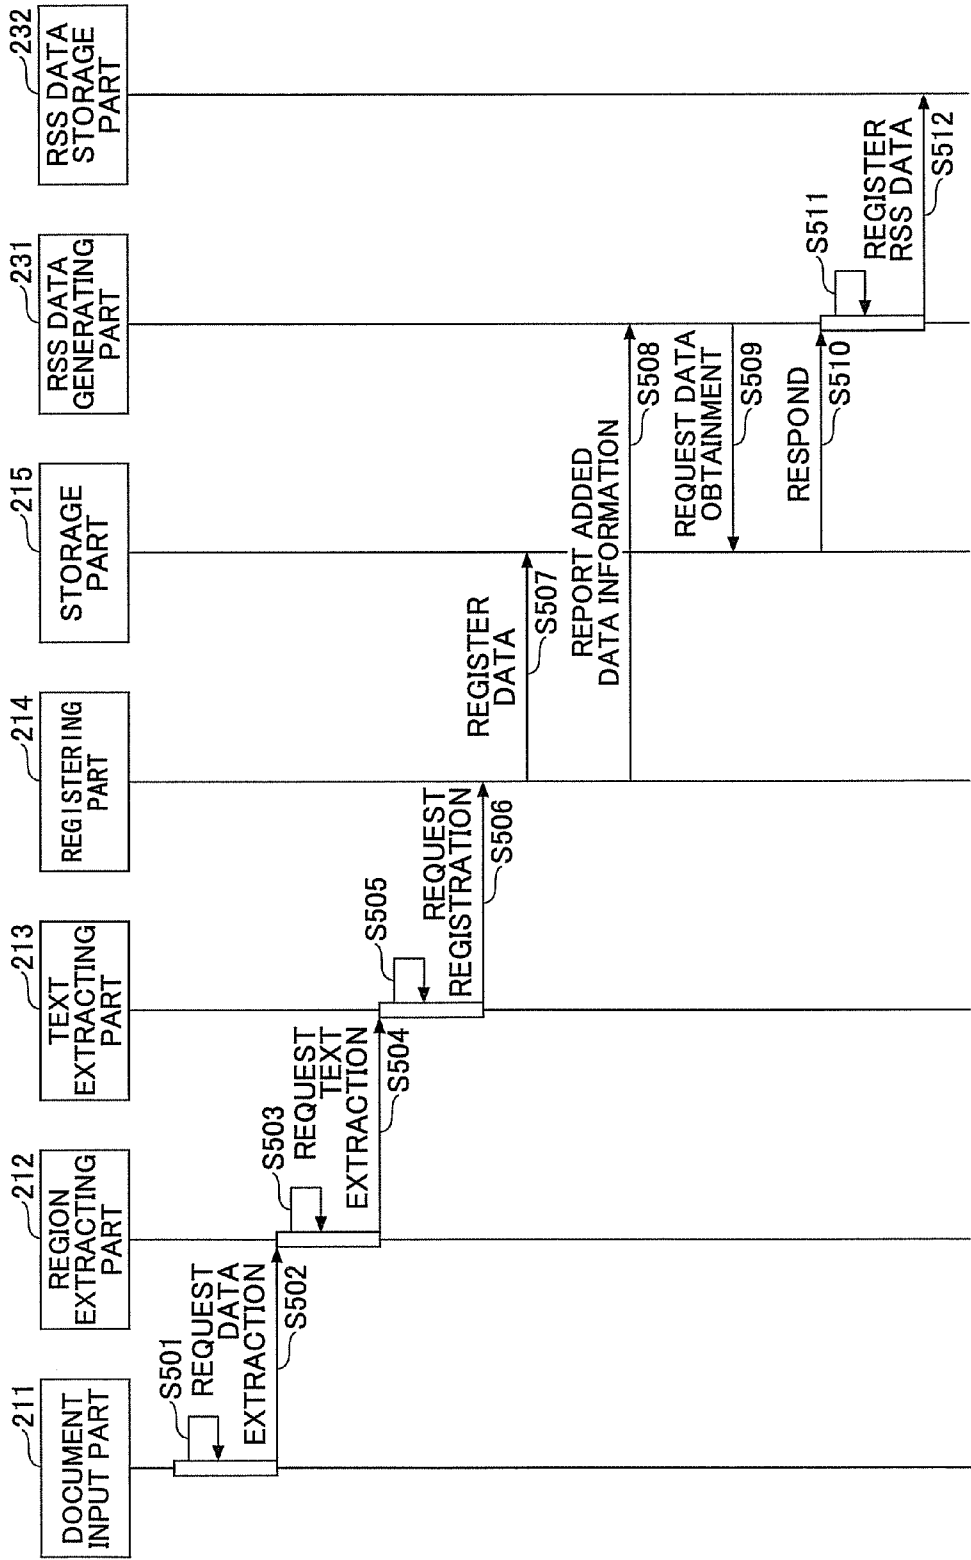 211
DOCUMENT
INPUT PART
212
REGION
EXTRACTING
PART
213
TEXT
EXTRACTING
PART
214
REGISTERING
PART
215
STORAGE
PART
231
RSS DATA
GENERATING
PART
232
RSS DATA
STORAGE
PART
S501
REQUEST
DATA
EXTRACTION
S502
S503
REQUEST
TEXT
EXTRACTION
S504
S505
REQUEST
REGISTRATION
S506
REGISTER
DATA
S507
REPORT ADDED
DATA INFORMATION
S508
REQUEST DATA
OBTAINMENT
S509
RESPOND
S510
S511
REGISTER
RSS DATA
S512